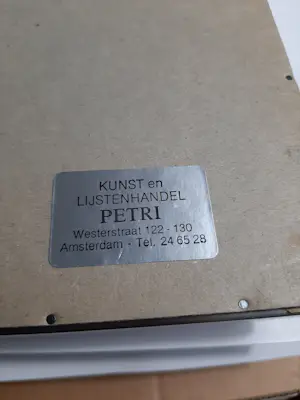 KUNST en
LIJSTENHANDEL
PETRI
Westerstraat 122 - 130
Amsterdam - Tel. 24 65 28